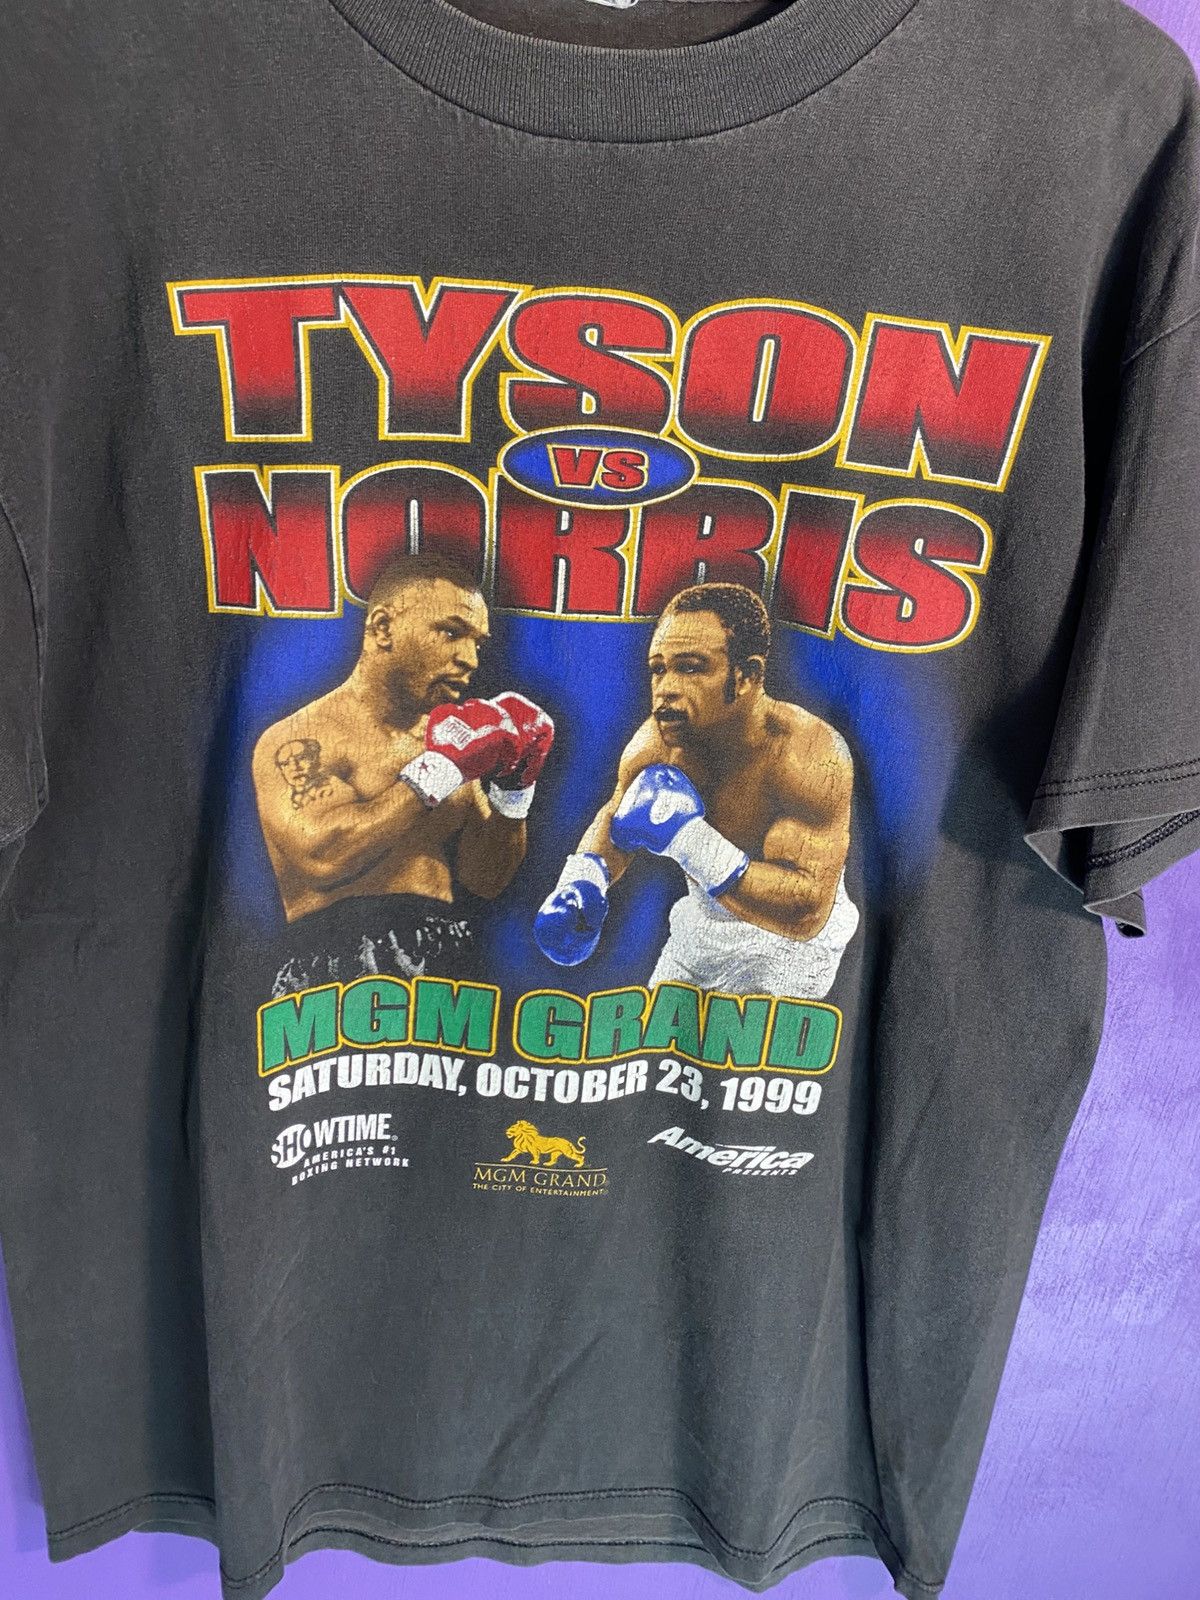 TYSON
VS
NORRIS
MGM GRAND
SATURDAY, OCTOBER 23, 1999
SHOWTIME®
AMERICA'S #1
BOXING NETWORK
MGM GRAND®
THE CITY OF ENTERTAINMENT®
America
PRESENTS